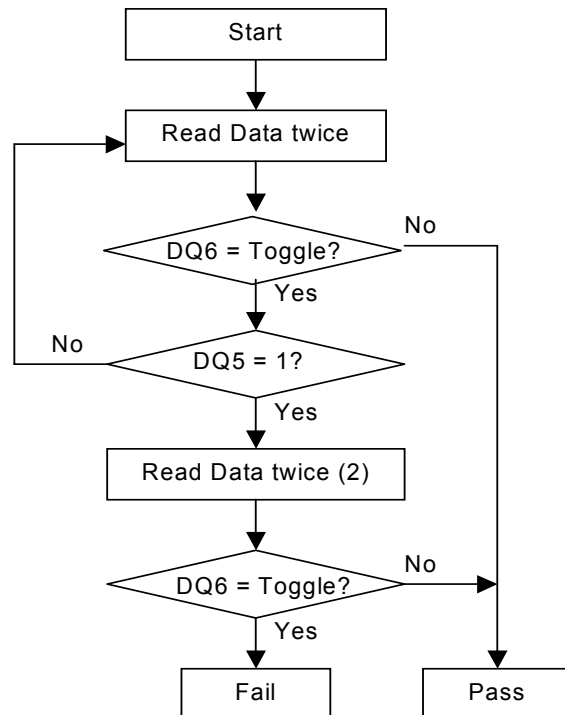 Start
Read Data twice
No
DQ6 = Toggle?
Yes
No
DQ5 = 1?
Yes
Read Data twice (2)
No
DQ6 = Toggle?
Yes
Fail
Pass